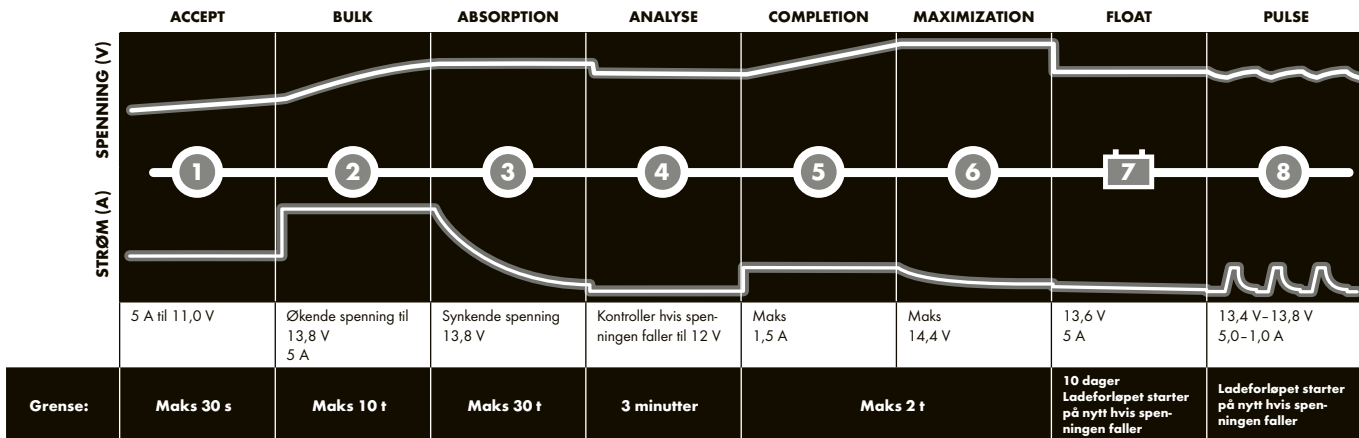 ACCEPT
BULK
ABSORPTION
ANALYSE
COMPLETION
MAXIMIZATION
FLOAT
PULSE
SPENNING (V)
STRØM (A)
1
2
3
4
5
6
7
8
5 A til 11,0 V
Økende spenning til
13,8 V
5 A
Synkende spenning
13,8 V
Kontroller hvis spen-
ningen faller til 12 V
Maks
1,5 A
Maks
14,4 V
13,6 V
5 A
13,4 V–13,8 V
5,0–1,0 A
Grense:
Maks 30 s
Maks 10 t
Maks 30 t
3 minutter
Maks 2 t
10 dager
Ladeforløpet starter
på nytt hvis spen-
ningen faller
Ladeforløpet starter
på nytt hvis spen-
ningen faller